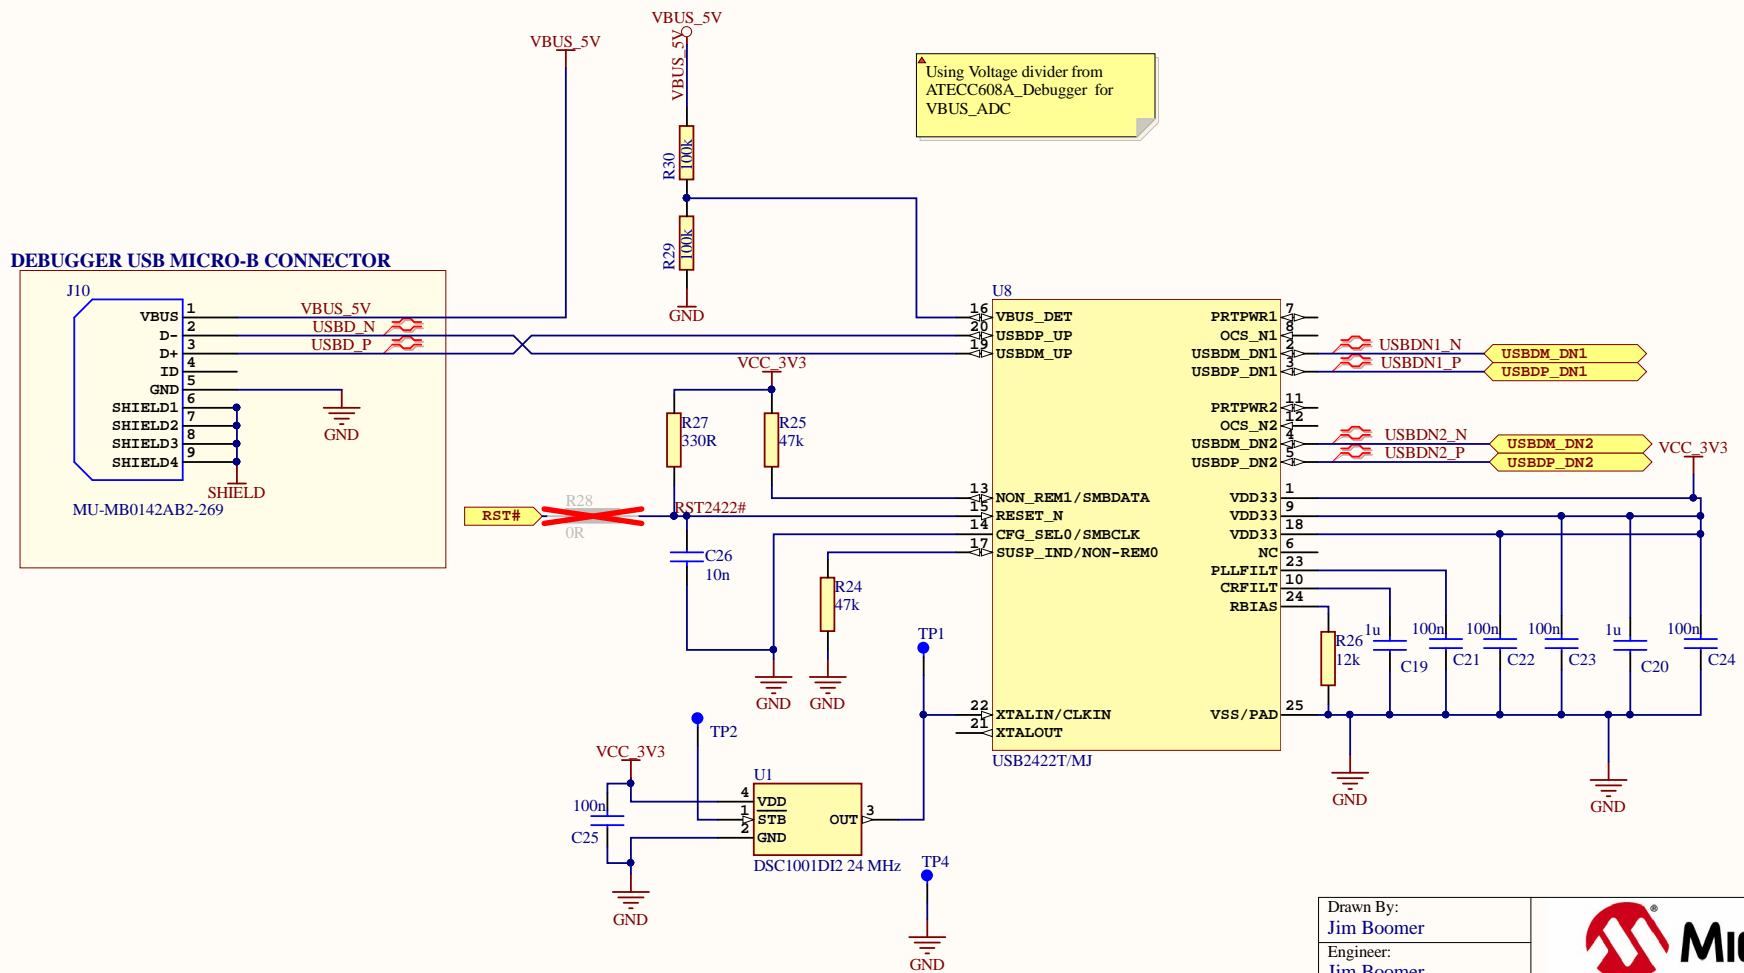 VBUS_5V
VBUS_5V
VBUS_5V
Using Voltage divider from
ATECC608A_Debugger for
VBUS_ADC
R30
100k
R29
100k
GND
DEBUGGER USB MICRO-B CONNECTOR
J10
VBUS 1 VBUS_5V
D- 2 USBD_N
D+ 3 USBD_P
ID 4
GND 5
SHIELD1 6
SHIELD2 7
SHIELD3 8
SHIELD4 9
GND
SHIELD
MU-MB0142AB2-269
VCC_3V3
R27
330R
R25
47k
RST#
R28
0R
RST2422#
C26
10n
R24
47k
GND
GND
U8
16 VBUS_DET
20 USBDP_UP
19 USBDM_UP
13 NON_REM1/SMBDATA
15 RESET_N
14 CFG_SEL0/SMBCLK
17 SUSP_IND/NON-REM0
22 XTALIN/CLKIN
21 XTALOUT
PRTPWR1 7
OCS_N1 8
USBDM_DN1 2 USBDN1_N USBDM_DN1
USBDP_DN1 3 USBDN1_P USBDP_DN1
PRTPWR2 11
OCS_N2 12
USBDM_DN2 4 USBDN2_N USBDM_DN2
USBDP_DN2 5 USBDN2_P USBDP_DN2
VDD33 1
VDD33 9
VDD33 18
NC 6
PLLFILT 23
CRFILT 10
RBIAS 24
VSS/PAD 25
USB2422T/MJ
VCC_3V3
R26
12k
1u
C19
100n
C21
100n
C22
100n
C23
1u
C20
100n
C24
GND
GND
TP1
TP2
VCC_3V3
100n
C25
GND
U1
4 VDD
1 STB
2 GND
OUT 3
DSC1001DI2 24 MHz
TP4
GND
Drawn By:
Jim Boomer
Engineer:
Jim Boomer
®